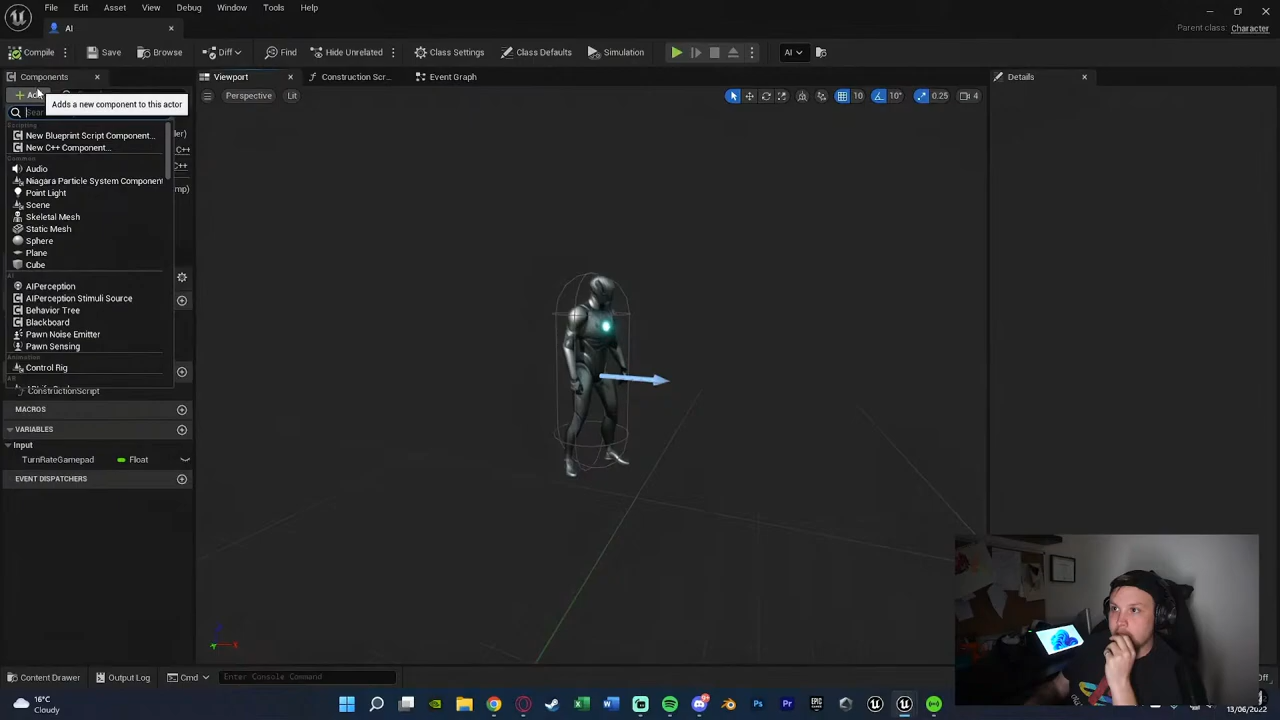 File Edit Asset View Debug Window Tools Help
AI
Parent class: Character
Compile Save Browse Diff Find Hide Unrelated Class Settings Class Defaults Simulation AI
Components Viewport Construction Scr... Event Graph Details
Add Adds a new component to this actor Perspective Lit 10 10° 0.25 4
Scripting
New Blueprint Script Component...
New C++ Component...
C++
Common
Audio
C++
Niagara Particle System Component
Point Light
Scene
Skeletal Mesh
Static Mesh
Sphere
Plane
Cube
AI
AIPerception
AIPerception Stimuli Source
Behavior Tree
Blackboard
Pawn Noise Emitter
Pawn Sensing
Animation
Control Rig
ConstructionScript
MACROS
VARIABLES
Input
TurnRateGamepad Float
EVENT DISPATCHERS
Content Drawer Output Log Cmd Enter Console Command
16°C
Cloudy
13/06/2022